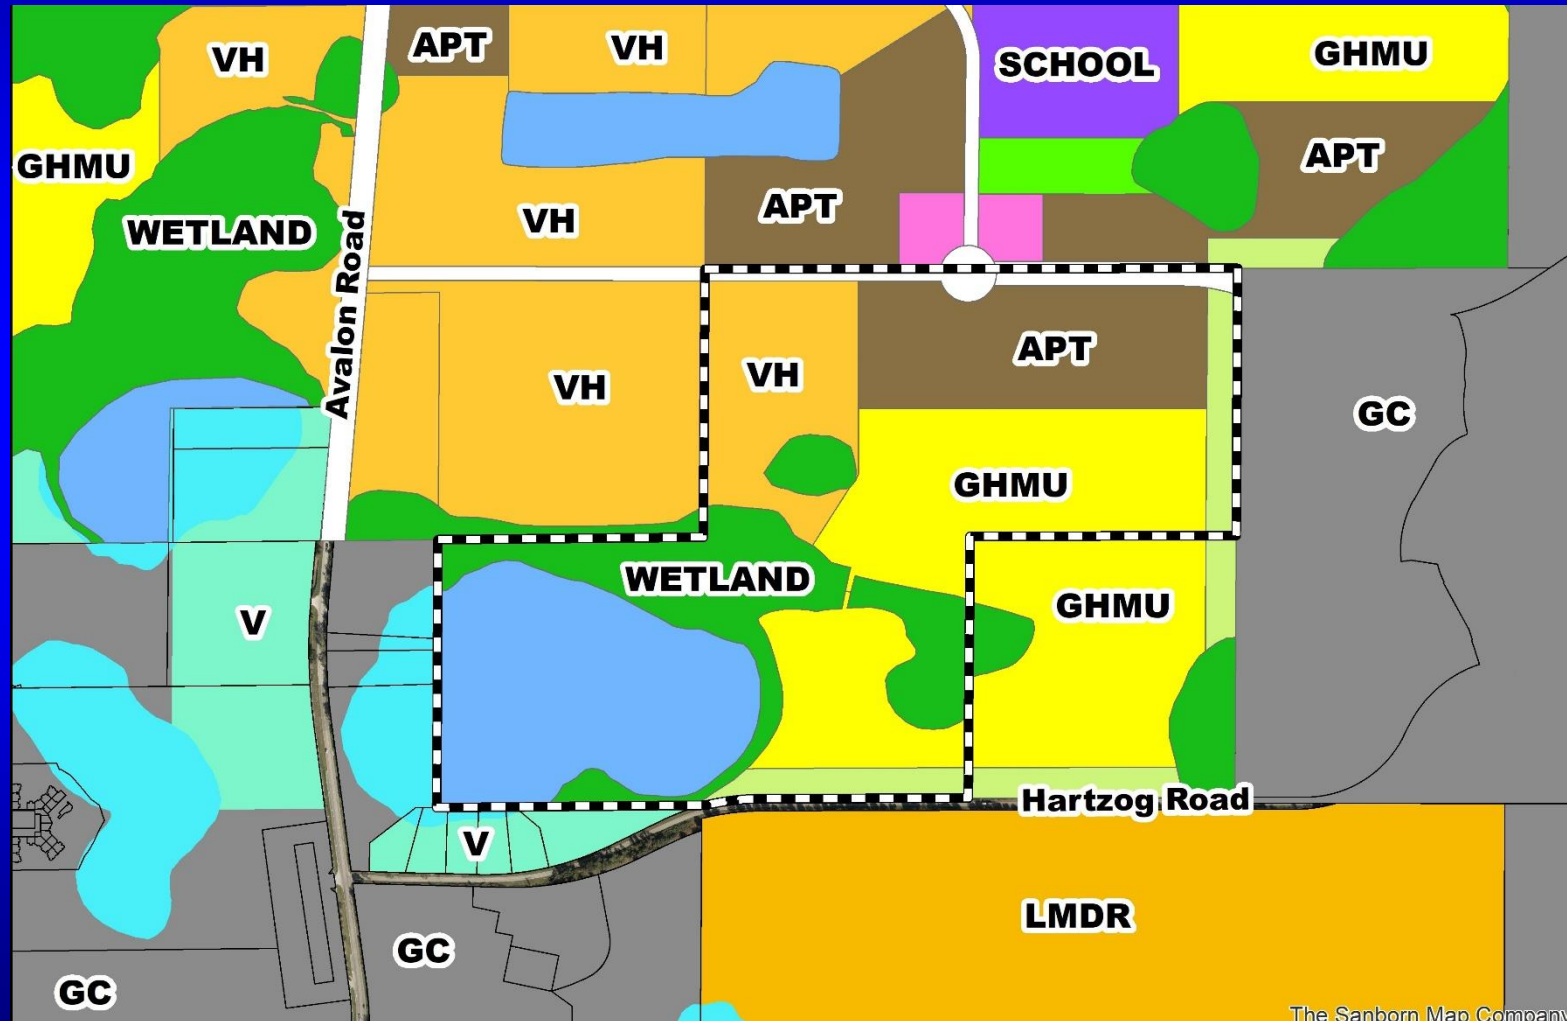 VH
APT
VH
SCHOOL
GHMU
GHMU
WETLAND
VH
APT
APT
Avalon Road
VH
VH
APT
GC
GHMU
WETLAND
GHMU
V
Hartzog Road
V
LMDR
GC
GC
The Sanborn Map Company